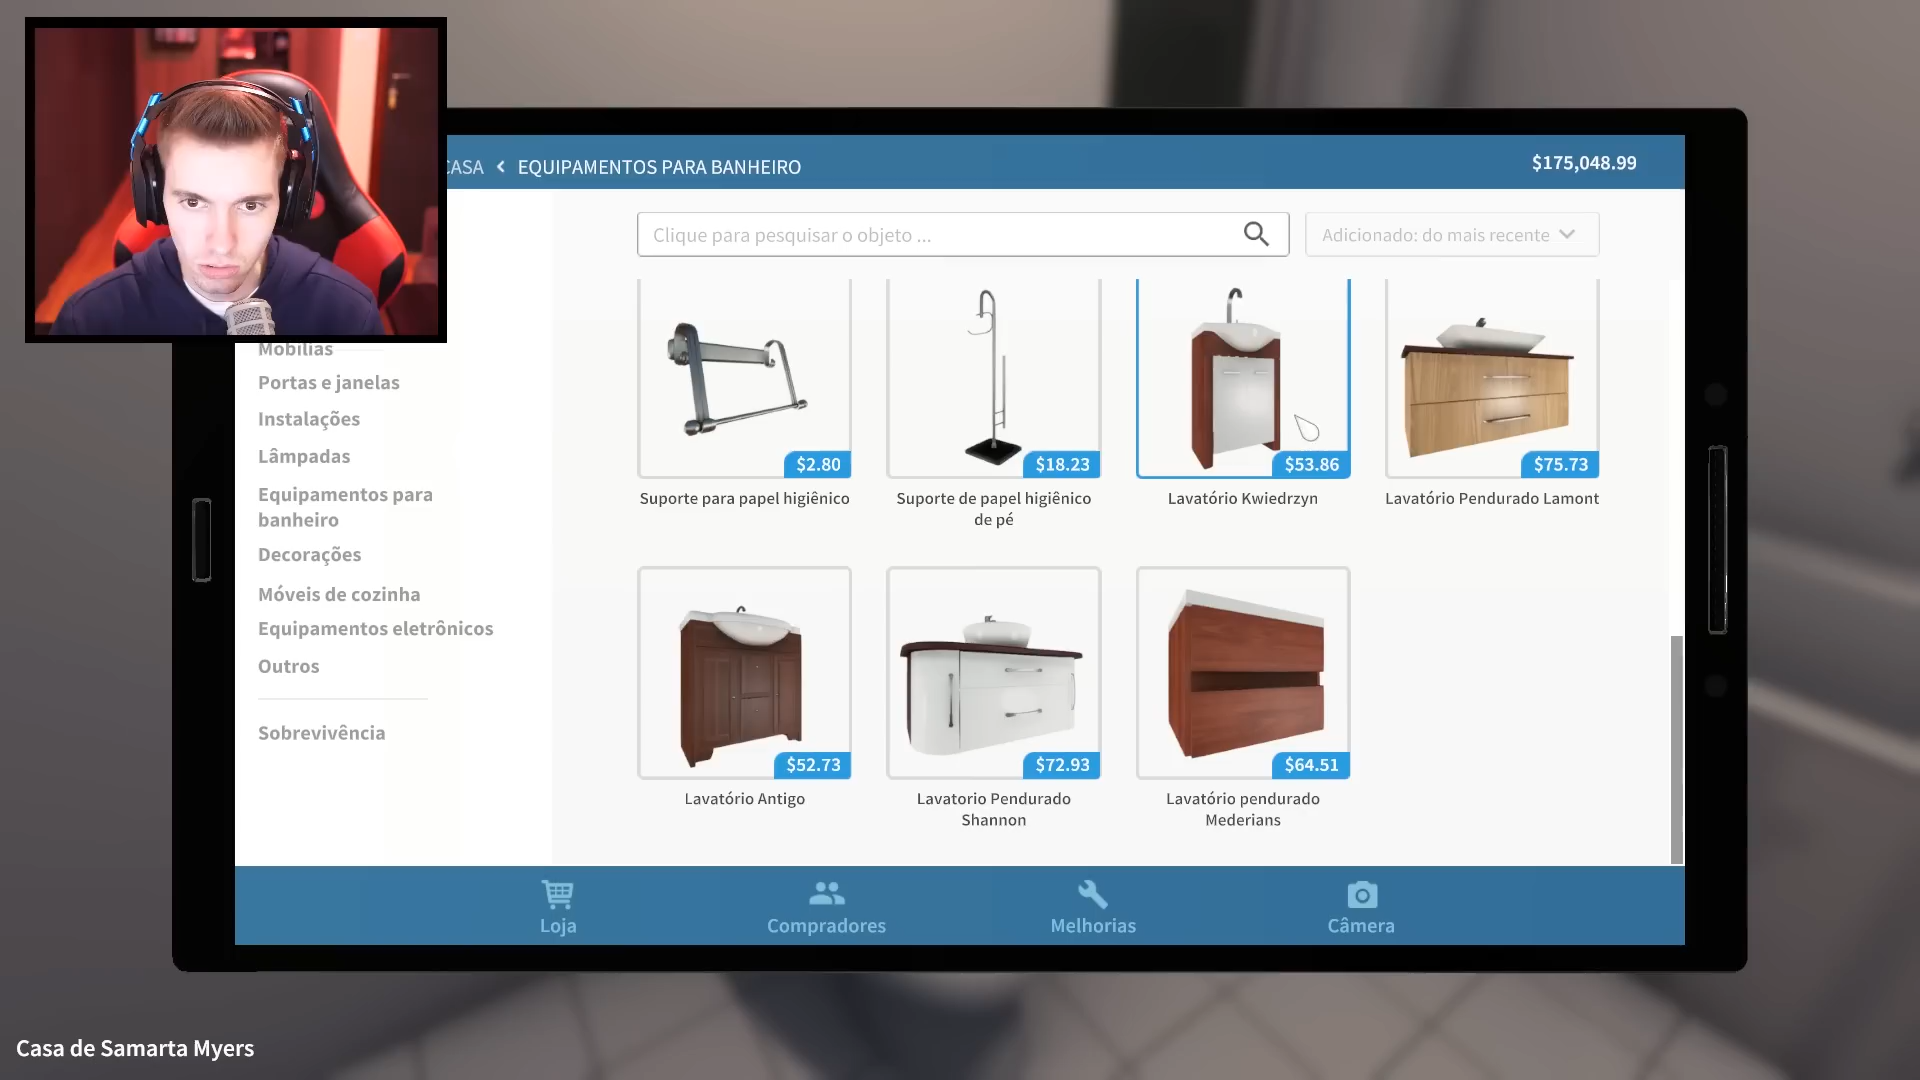 CASA < EQUIPAMENTOS PARA BANHEIRO
$175,048.99
Clique para pesquisar o objeto ...
Adicionado: do mais recente
Mobílias
Portas e janelas
Instalações
Lâmpadas
Equipamentos para
banheiro
Decorações
Móveis de cozinha
Equipamentos eletrônicos
Outros
Sobrevivência
$2.80
Suporte para papel higiênico
$18.23
Suporte de papel higiênico
de pé
$53.86
Lavatório Kwiedrzyn
$75.73
Lavatório Pendurado Lamont
$52.73
Lavatório Antigo
$72.93
Lavatorio Pendurado
Shannon
$64.51
Lavatório pendurado
Mederians
Loja
Compradores
Melhorias
Câmera
Casa de Samarta Myers